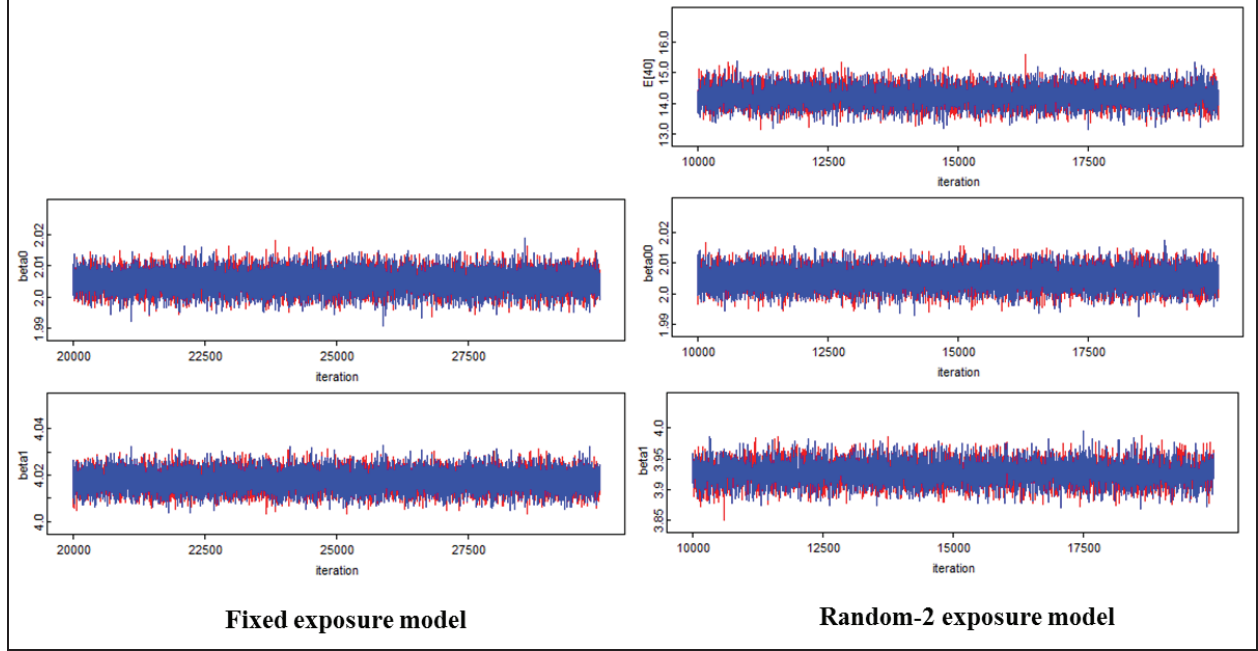 E[40]
16.0
15.0
14.0
13.0
10000 12500 15000 17500
iteration
beta0
2.02
2.01
2.0
1.99
20000 22500 25000 27500
iteration
beta00
2.02
2.01
2.0
1.99
10000 12500 15000 17500
iteration
beta1
4.04
4.02
4.0
20000 22500 25000 27500
iteration
beta1
4.0
3.95
3.9
3.85
10000 12500 15000 17500
iteration
Fixed exposure model
Random-2 exposure model